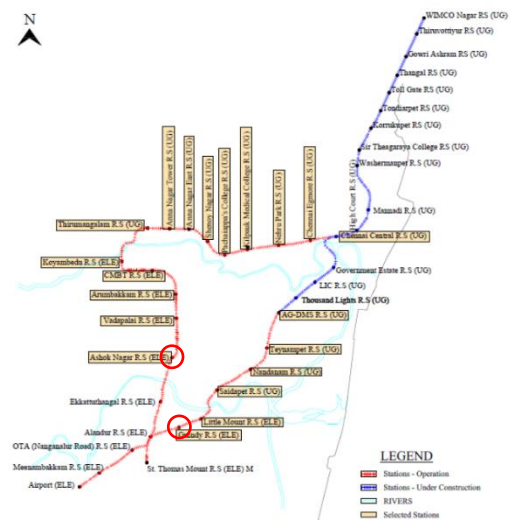 N
WIMCO Nagar RS (UG)
Thiruvottiyur RS (UG)
Gowri Ashram RS (UG)
Thangal RS (UG)
Toll Gate RS (UG)
Tondiarpet RS (UG)
Korrukupet RS (UG)
Sir Theagaraya College RS (UG)
Washermanpet RS (UG)
High Court R.S (UG)
Mannadi R.S (UG)
Anna Nagar Tower R.S (UG)
Anna Nagar East R.S (UG)
Shenoy Nagar R.S (UG)
Pachaiappa's College R.S (UG)
Kilpauk Medical College R.S (UG)
Nehru Park R.S (UG)
Chennai Egmore R.S (UG)
Thirumangalam R.S (UG)
Chennai Central R.S (UG)
Koyambedu R.S (ELE)
CMBT R.S (ELE)
Government Estate R.S (UG)
Arumbakkam R.S (ELE)
LIC R.S (UG)
Thousand Lights R.S (UG)
Vadapalai R.S (ELE)
AG-DMS R.S (UG)
Ashok Nagar R.S (ELE)
Teynampet R.S (UG)
Nandanam R.S (UG)
Saidapet R.S (UG)
Ekkattuthangal R.S (ELE)
Little Mount R.S (ELE)
Alandur R.S (ELE)
Guindy R.S (ELE)
OTA (Nanganalur Road) R.S (ELE)
Meenambakkam R.S (ELE)
St. Thomas Mount R.S (ELE) M
Airport (ELE)
LEGEND
Stations - Operation
Stations - Under Construction
RIVERS
Selected Stations